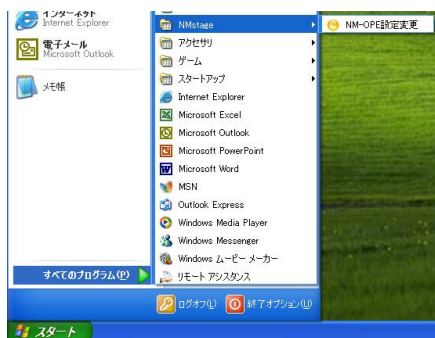 インターネット
Internet Explorer
電子メール
Microsoft Outlook
メモ帳
すべてのプログラム(P)
NMstage
アクセサリ
ゲーム
スタートアップ
Internet Explorer
Microsoft Excel
Microsoft Outlook
Microsoft PowerPoint
Microsoft Word
MSN
Outlook Express
Windows Media Player
Windows Messenger
Windows ムービー メーカー
リモート アシスタンス
NM-OPE設定変更
ログオフ(L)
終了オプション(U)
スタート